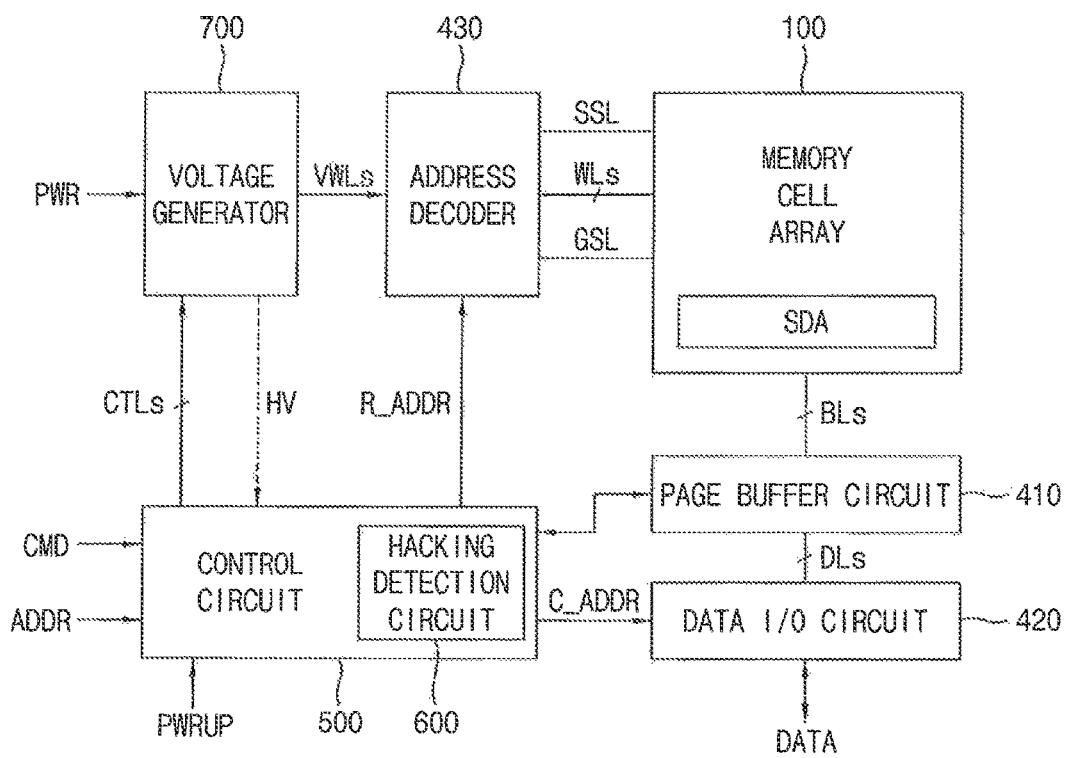 700
430
100
VOLTAGE
GENERATOR
ADDRESS
DECODER
MEMORY
CELL
ARRAY
SDA
PWR
VWLs
SSL
WLs
GSL
CTLs
HV
R_ADDR
BLs
PAGE BUFFER CIRCUIT
410
DLs
CMD
ADDR
CONTROL
CIRCUIT
HACKING
DETECTION
CIRCUIT
C_ADDR
DATA I/O CIRCUIT
420
PWRUP
500
600
DATA